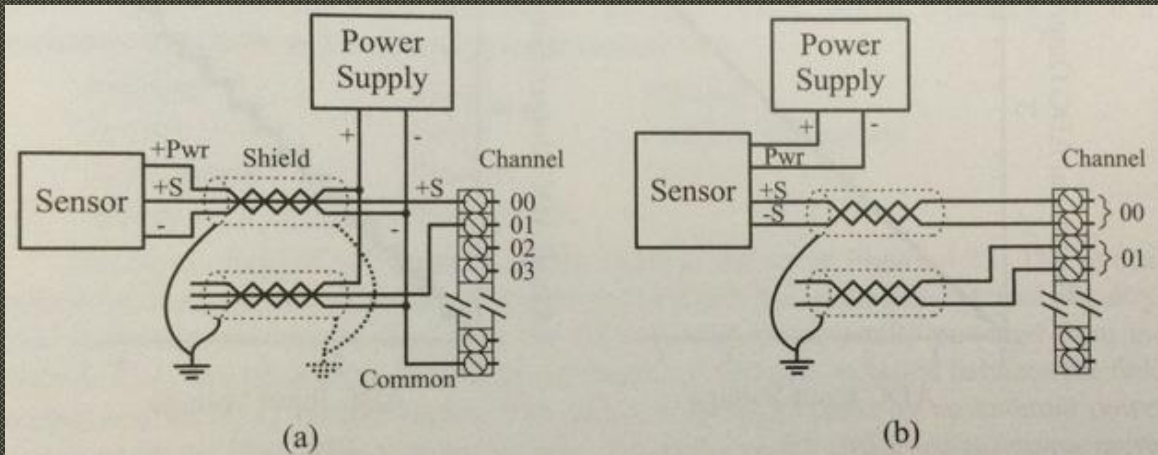 Power
Supply
+
-
Sensor
+Pwr
+S
-
Shield
+S
-
Channel
00
01
02
03
Common
(a)
Power
Supply
+
-
Sensor
Pwr
+S
-S
Channel
00
01
(b)